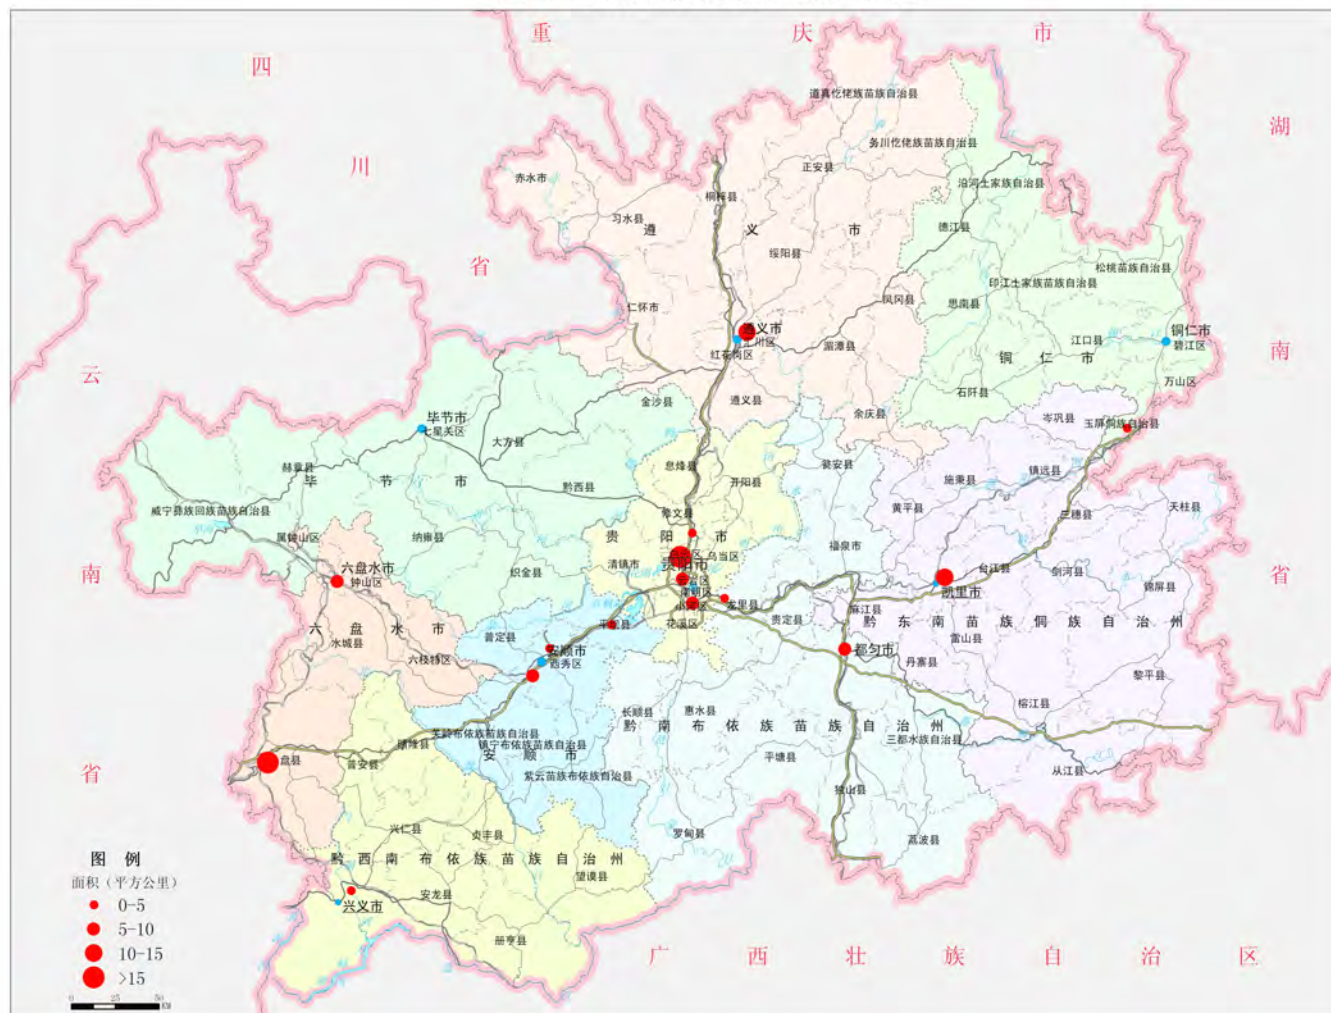 重 庆 市
四
川
省
湖
南
省
云
南
省
广 西 壮 族 自 治 区
道真仡佬族苗族自治县
务川仡佬族苗族自治县
正安县
赤水市
习水县
桐梓县
遵 义 市
绥阳县
仁怀市
凤冈县
遵义市
汇川区
红花岗区
湄潭县
遵义县
余庆县
沿河土家族自治县
德江县
松桃苗族自治县
印江土家族苗族自治县
思南县
铜仁市
碧江区
江口县
铜 仁 市
石阡县
万山区
玉屏侗族自治县
岑巩县
金沙县
毕节市
七星关区
大方县
赫章县
毕 节 市
黔西县
威宁县族回族苗族自治县
属钟山区
纳雍县
织金县
息烽县
开阳县
修文县
贵 阳 市
乌当区
清镇市
贵阳市
云岩区
南明区
小河区
花溪区
瓮安县
福泉市
龙里县
贵定县
麻江县
施秉县
镇远县
黄平县
三穗县
天柱县
台江县
剑河县
锦屏县
凯里市
黔 东 南 苗 族 侗 族 自 治 州
雷山县
丹寨县
黎平县
榕江县
从江县
六盘水市
钟山区
六 盘 水 市
水城县
六枝特区
盘县
普定县
平坝县
安顺市
西秀区
关岭布依族苗族自治县
镇宁布依族苗族自治县
安 顺 市
紫云苗族布依族自治县
都匀市
长顺县
惠水县
黔 南 布 依 族 苗 族 自 治 州
三都水族自治县
平塘县
独山县
罗甸县
荔波县
晴隆县
普安县
兴仁县
贞丰县
黔 西 南 布 依 族 苗 族 自 治 州
望谟县
安龙县
兴义市
册亨县
图 例
面积（平方公里）
0-5
5-10
10-15
>15
0 25 50
KM